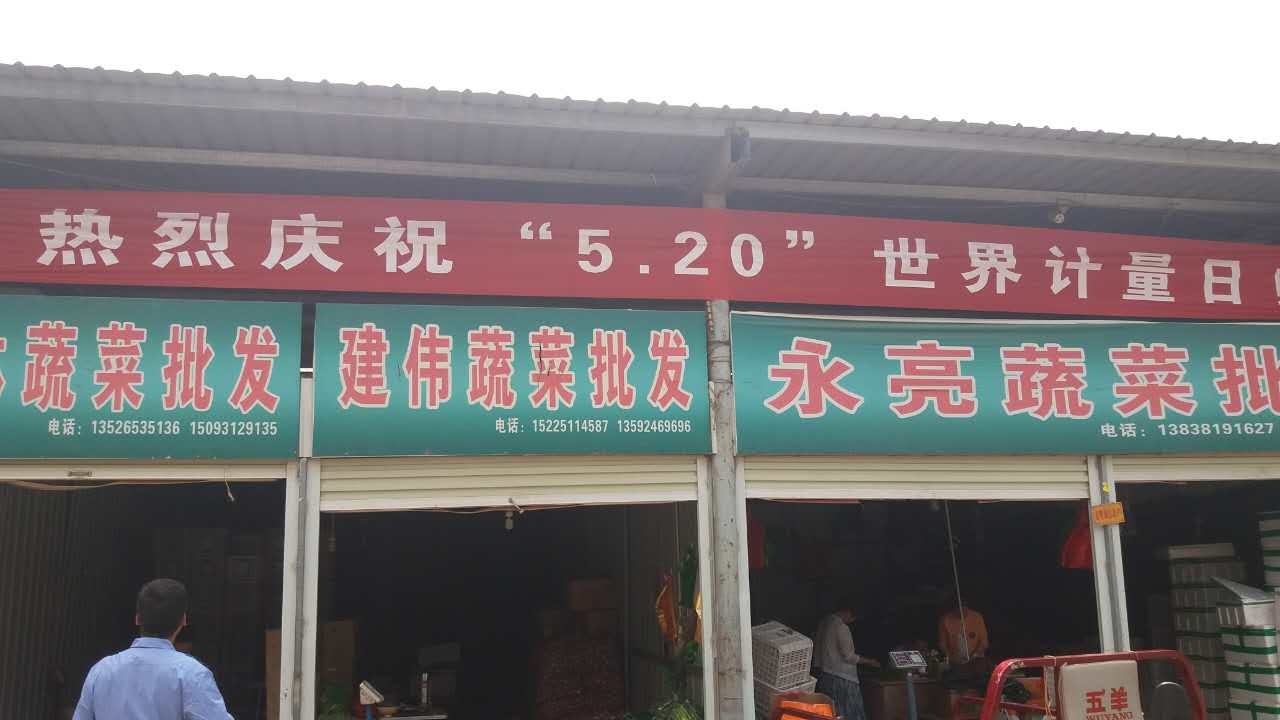 热烈庆祝“5.20”世界计量日
蔬菜批发
电话：13526535136 15093129135
建伟蔬菜批发
电话：15225114587 13592469696
永亮蔬菜批
电话：13838191627
五羊